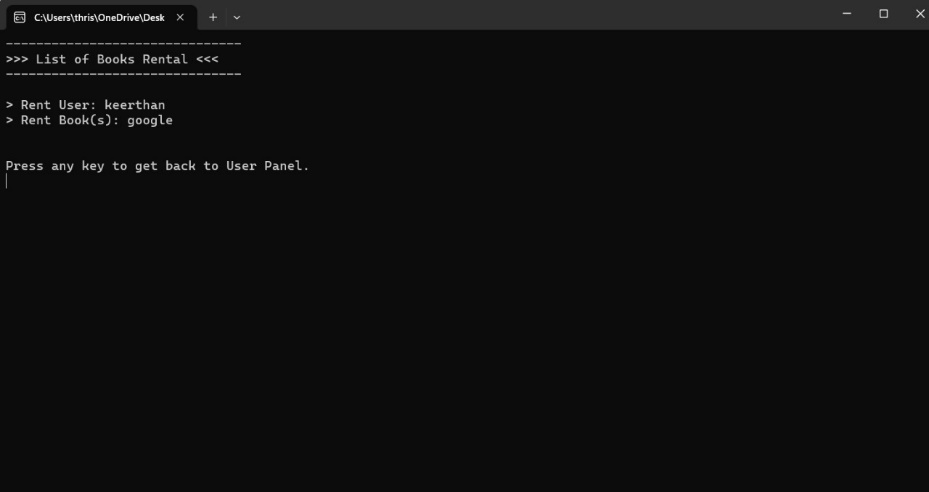 C:\Users\thris\OneDrive\Desk
-------------------------------
>>> List of Books Rental <<<
-------------------------------
> Rent User: keerthan
> Rent Book(s): google
Press any key to get back to User Panel.